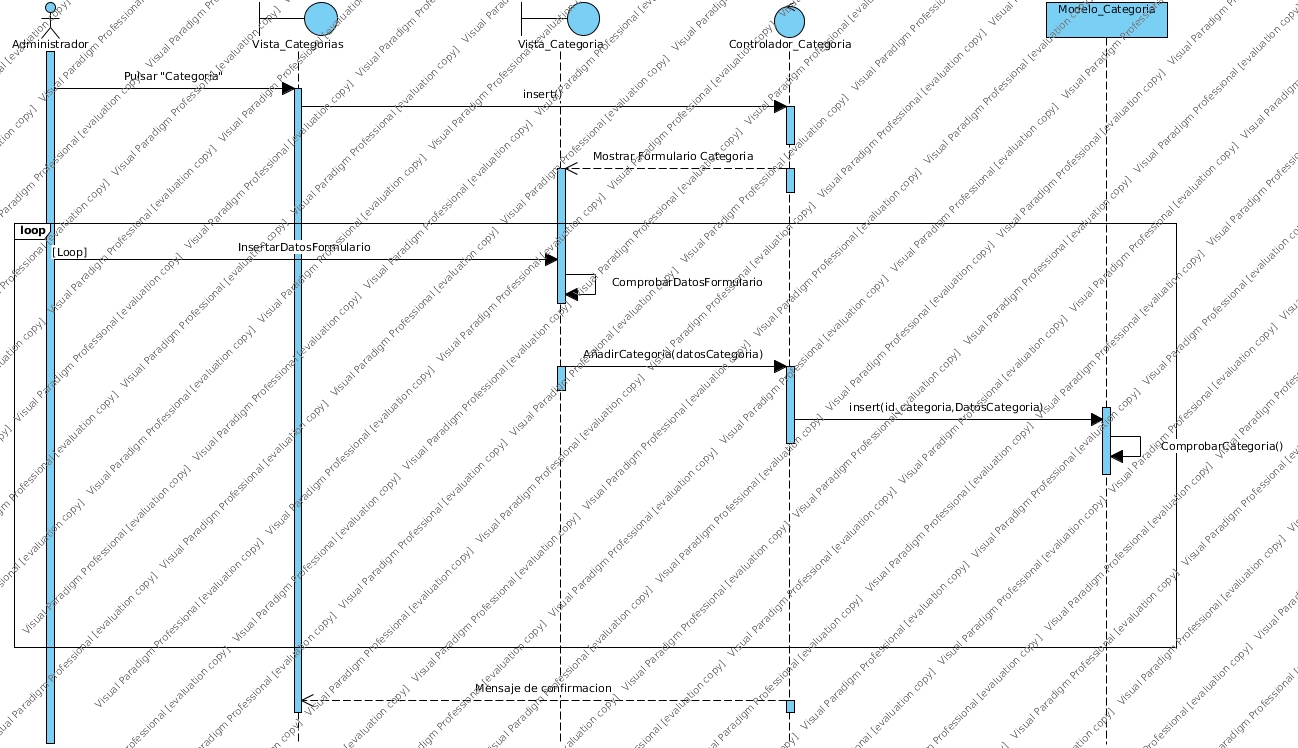 Administrador
Vista_Categorias
Vista_Categoria
Controlador_Categoria
Modelo_Categoria
Pulsar "Categoria"
insert()
Mostrar Formulario Categoria
loop
[Loop]
InsertarDatosFormulario
ComprobarDatosFormulario
AñadirCategoria(datosCategoria)
insert(id_categoria,DatosCategoria)
ComprobarCategoria()
Mensaje de confirmacion
Visual Paradigm Professional [evaluation copy]